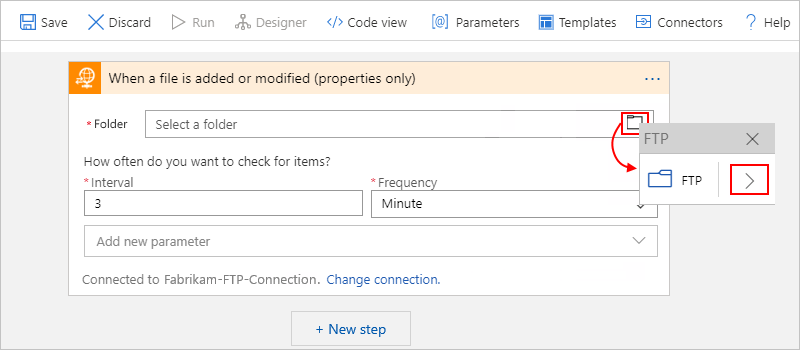 Save Discard Run Designer Code view Parameters Templates Connectors Help
When a file is added or modified (properties only) ...
* Folder Select a folder
FTP
FTP
How often do you want to check for items?
* Interval * Frequency
3 Minute
Add new parameter
Connected to Fabrikam-FTP-Connection. Change connection.
+ New step